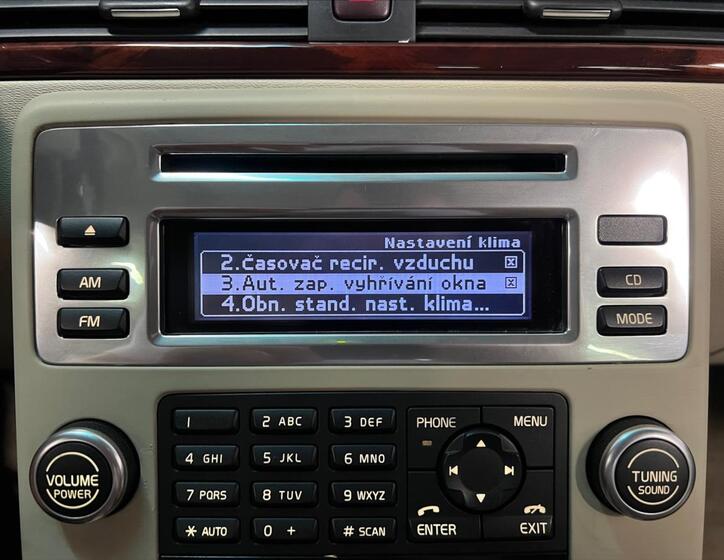 Nastavení klima
2.Časovač recir. vzduchu
3.Aut. zap. vyhřívání okna
4.Obn. stand. nast. klima...
AM
CD
FM
MODE
1
2 ABC
3 DEF
PHONE
MENU
4 GHI
5 JKL
6 MNO
7 PQRS
8 TUV
9 WXYZ
* AUTO
0 +
# SCAN
ENTER
EXIT
VOLUME
POWER
TUNING
SOUND